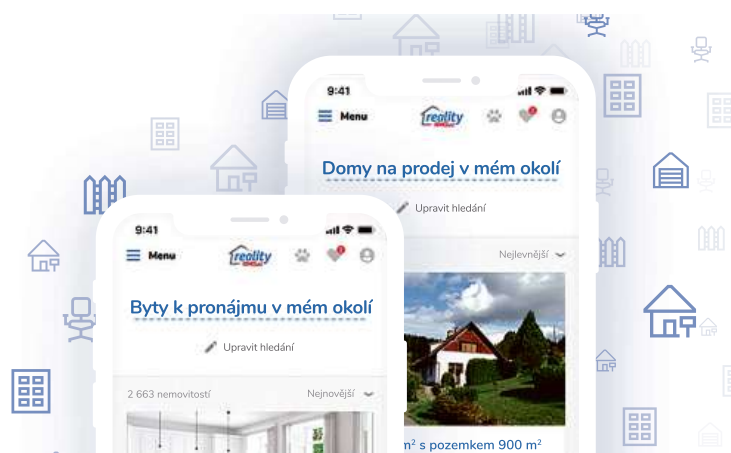 9:41
Menu
reality
Domy na prodej v mém okolí
Upravit hledání
Nejlevnější
m² s pozemkem 900 m²
9:41
Menu
reality
Byty k pronájmu v mém okolí
Upravit hledání
2 663 nemovitostí
Nejnovější